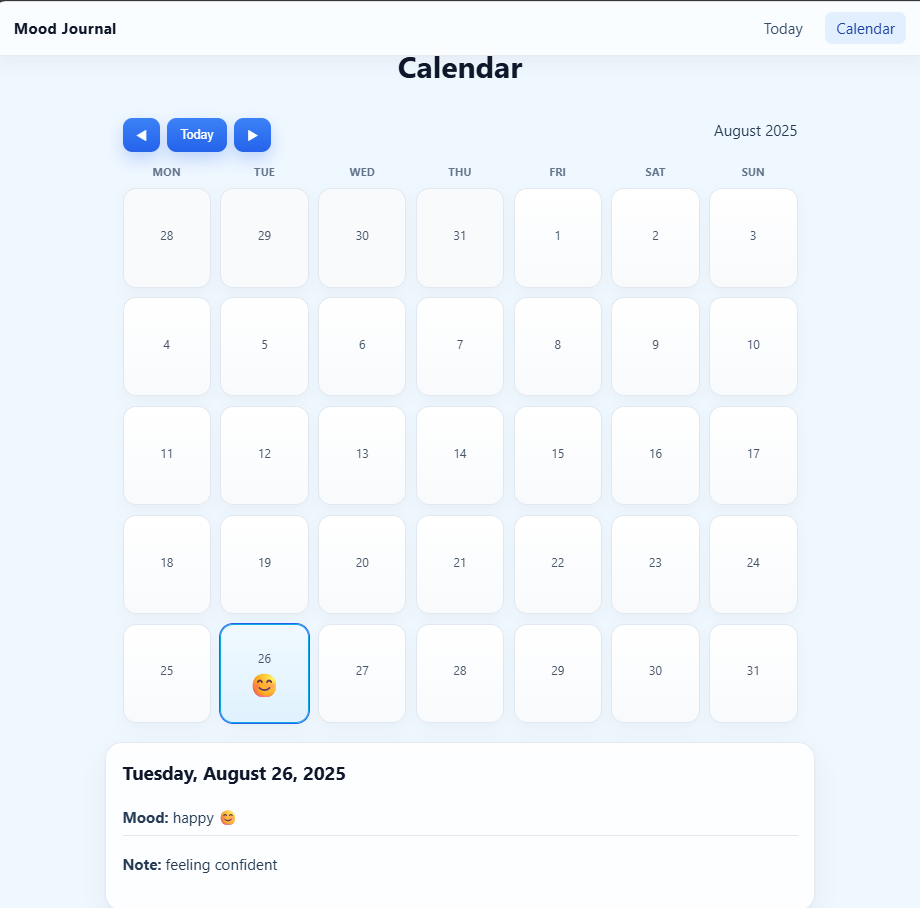 Mood Journal Today Calendar
Calendar
◀ Today ▶ August 2025
MON TUE WED THU FRI SAT SUN
28 29 30 31 1 2 3
4 5 6 7 8 9 10
11 12 13 14 15 16 17
18 19 20 21 22 23 24
25 26 27 28 29 30 31
😊
Tuesday, August 26, 2025
Mood: happy 😊
Note: feeling confident